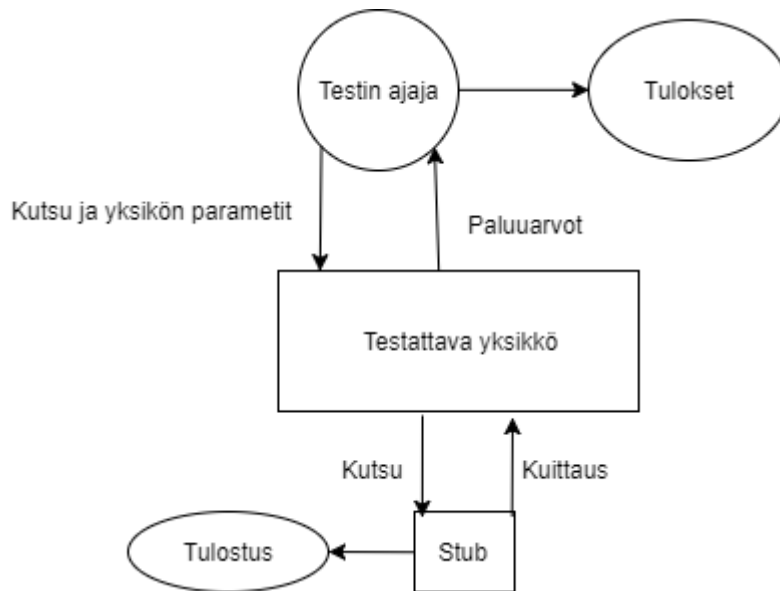 Testin ajaja
Tulokset
Kutsu ja yksikön parametit
Paluuarvot
Testattava yksikkö
Kutsu
Kuittaus
Tulostus
Stub